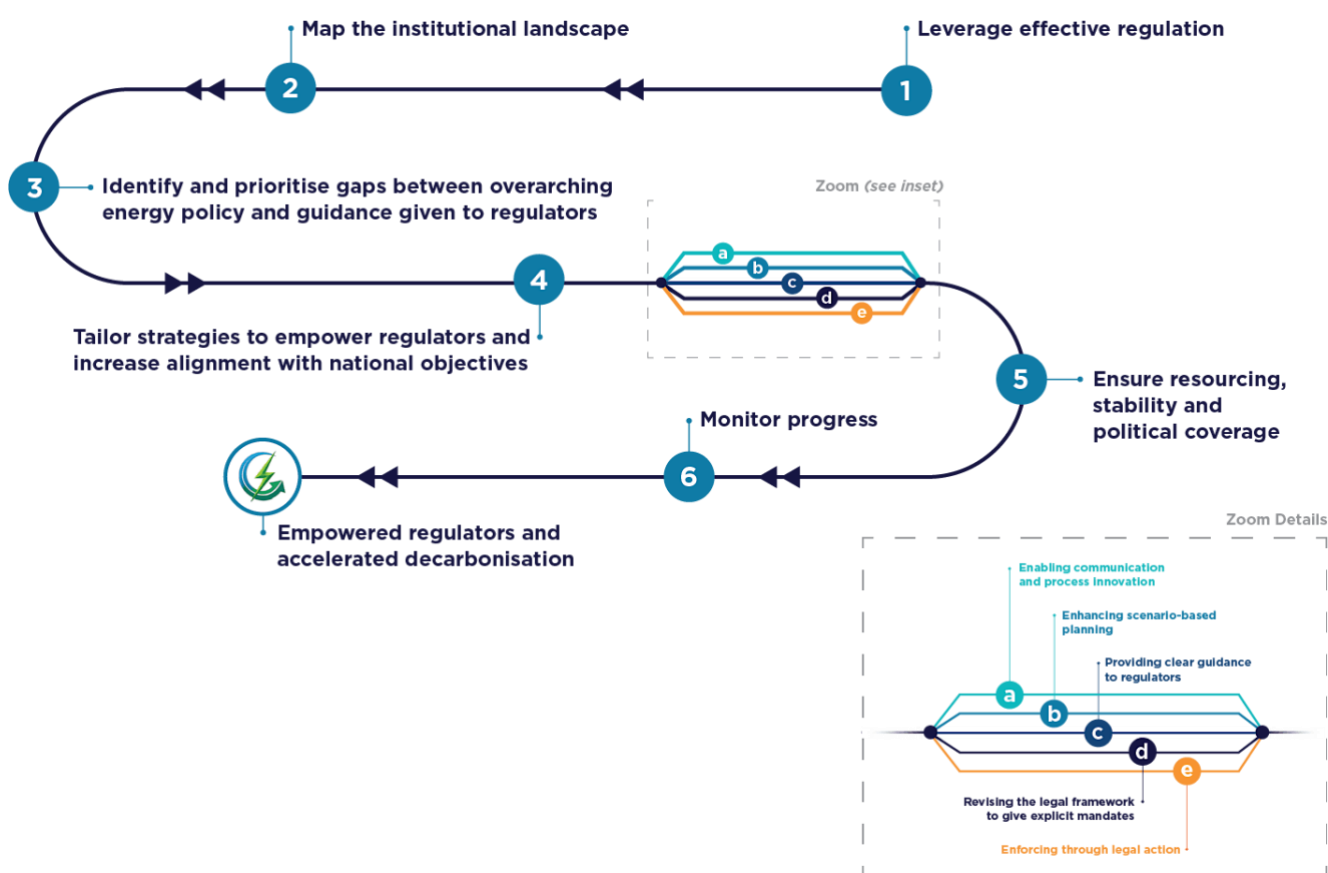 1
Leverage effective regulation
2
Map the institutional landscape
3
Identify and prioritise gaps between overarching
energy policy and guidance given to regulators
4
Tailor strategies to empower regulators and
increase alignment with national objectives
Zoom (see inset)
a
b
c
d
e
5
Ensure resourcing,
stability and
political coverage
6
Monitor progress
Empowered regulators and
accelerated decarbonisation
Zoom Details
Enabling communication
and process innovation
a
Enhancing scenario-based
planning
b
Providing clear guidance
to regulators
c
d
Revising the legal framework
to give explicit mandates
e
Enforcing through legal action